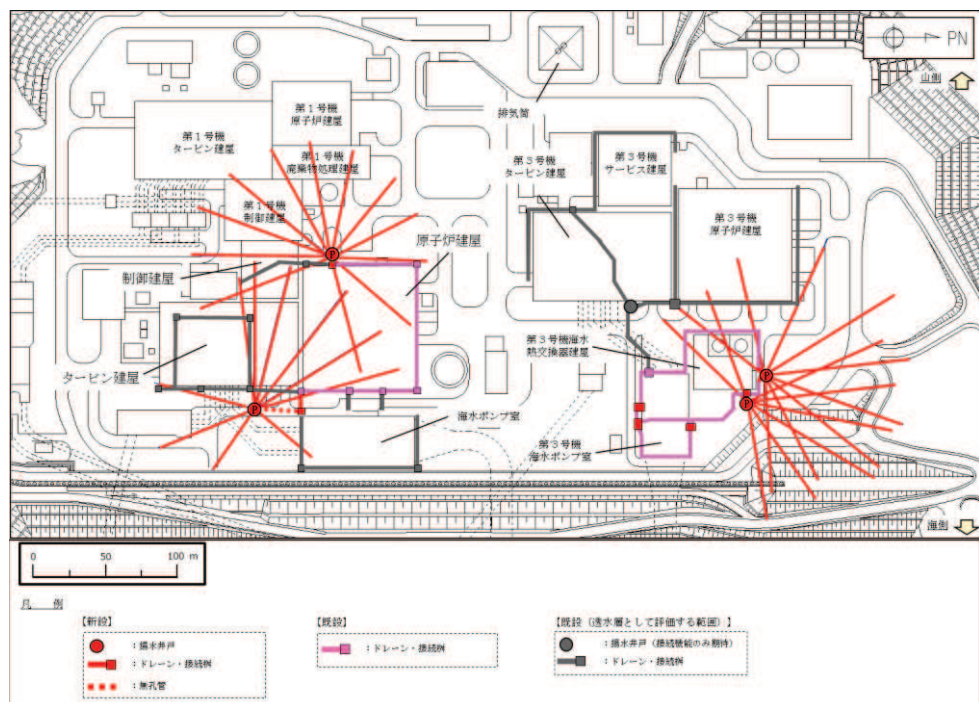 PN
山側
第1号機
原子炉建屋
第1号機
タービン建屋
排気筒
第1号機
廃棄物処理建屋
第3号機
タービン建屋
第3号機
サービス建屋
第1号機
制御建屋
第3号機
原子炉建屋
原子炉建屋
制御建屋
P
第3号機海水
熱交換器建屋
タービン建屋
P
P
P
海水ポンプ室
第3号機
海水ポンプ室
海側
0 50 100 m
凡 例
【新設】
:揚水井戸
:ドレーン・接続桝
:無孔管
【既設】
:ドレーン・接続桝
【既設(透水層として評価する範囲)】
:揚水井戸(接続機能のみ期待)
:ドレーン・接続桝